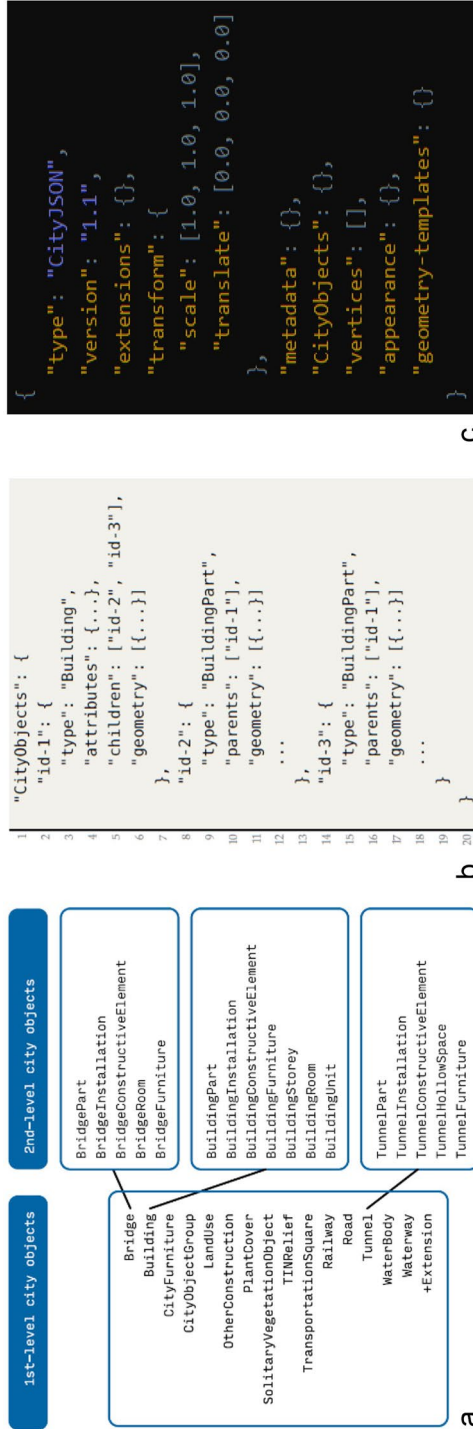 1st-level city objects
2nd-level city objects
Bridge
Building
CityFurniture
CityObjectGroup
LandUse
OtherConstruction
PlantCover
SolitaryVegetationObject
TINRelief
TransportationSquare
Railway
Road
Tunnel
WaterBody
Waterway
+Extension
BridgePart
BridgeInstallation
BridgeConstructiveElement
BridgeRoom
BridgeFurniture
BuildingPart
BuildingInstallation
BuildingConstructiveElement
BuildingFurniture
BuildingStorey
BuildingRoom
BuildingUnit
TunnelPart
TunnelInstallation
TunnelConstructiveElement
TunnelHollowSpace
TunnelFurniture
a
1 "CityObjects": {
2 "id-1": {
3 "type": "Building",
4 "attributes": {...},
5 "children": ["id-2", "id-3"],
6 "geometry": [{...}]
7 },
8 "id-2": {
9 "type": "BuildingPart",
10 "parents": ["id-1"],
11 "geometry": [{...}]
12 ...
13 },
14 "id-3": {
15 "type": "BuildingPart",
16 "parents": ["id-1"],
17 "geometry": [{...}]
18 ...
19 }
20 }
b
{
"type": "CityJSON",
"version": "1.1",
"extensions": {},
"transform": {
"scale": [1.0, 1.0, 1.0],
"translate": [0.0, 0.0, 0.0]
},
"metadata": {},
"CityObjects": {},
"vertices": [],
"appearance": {},
"geometry-templates": {}
}
c